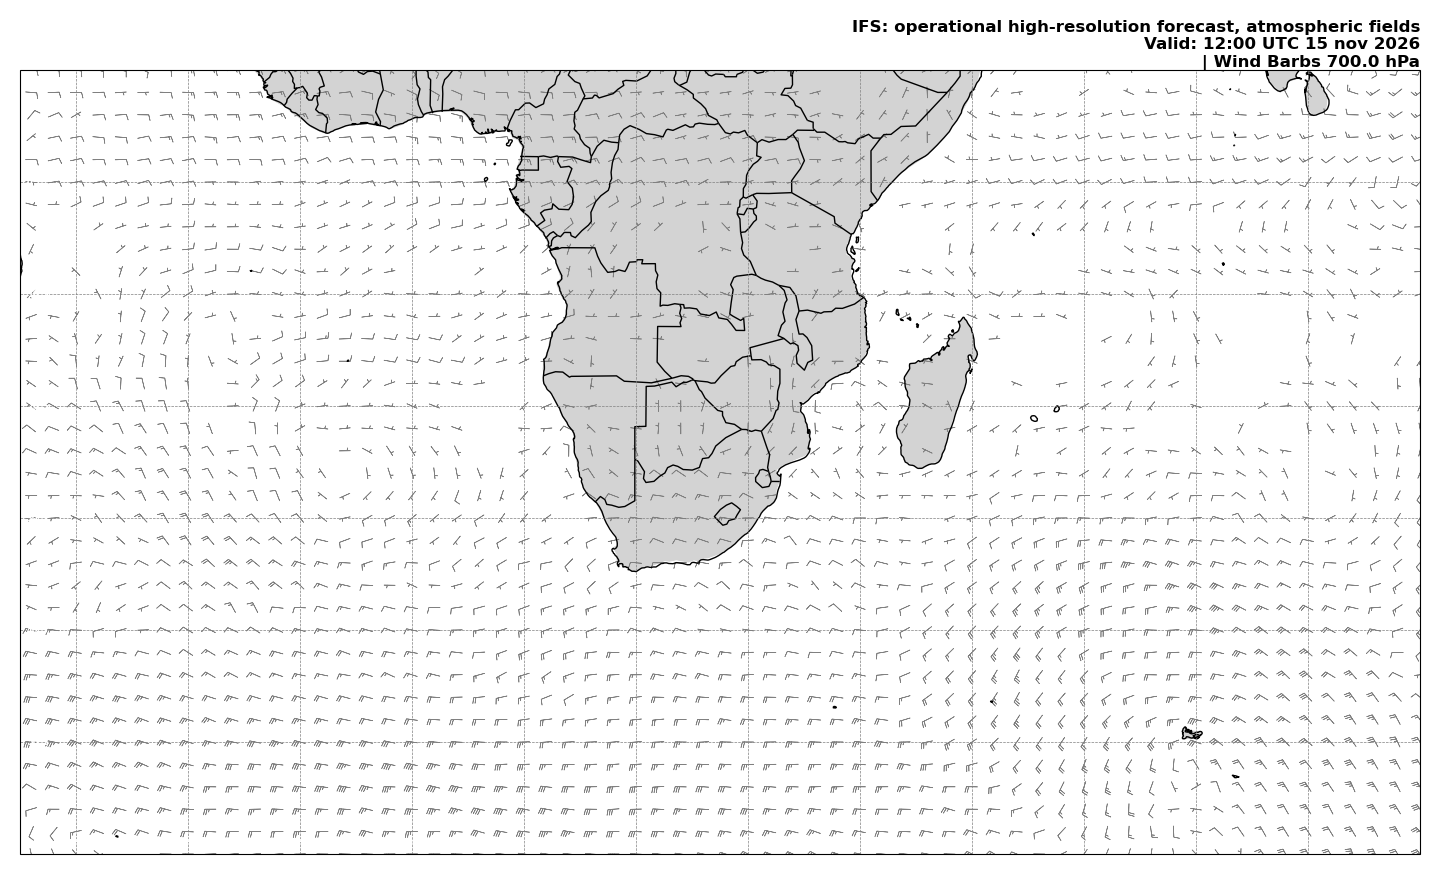 IFS: operational high-resolution forecast, atmospheric fields
Valid: 12:00 UTC 15 nov 2026
| Wind Barbs 700.0 hPa